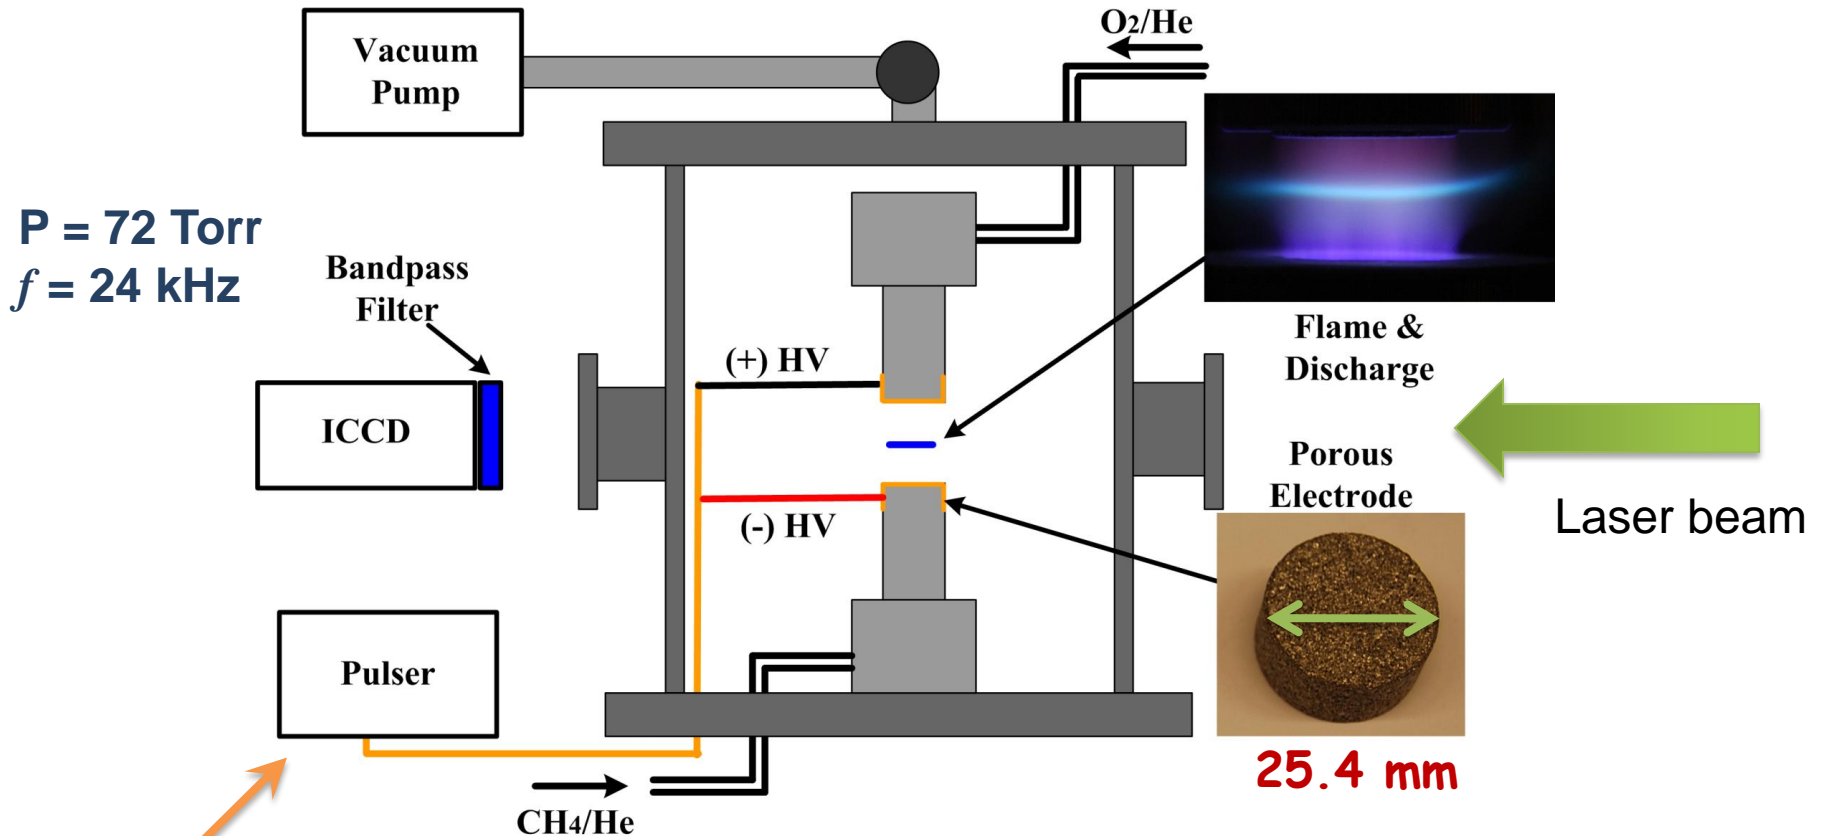 Vacuum
Pump
O2/He
P = 72 Torr
f = 24 kHz
Bandpass
Filter
(+) HV
Flame &
Discharge
ICCD
Porous
Electrode
Laser beam
(-) HV
Pulser
25.4 mm
CH4/He